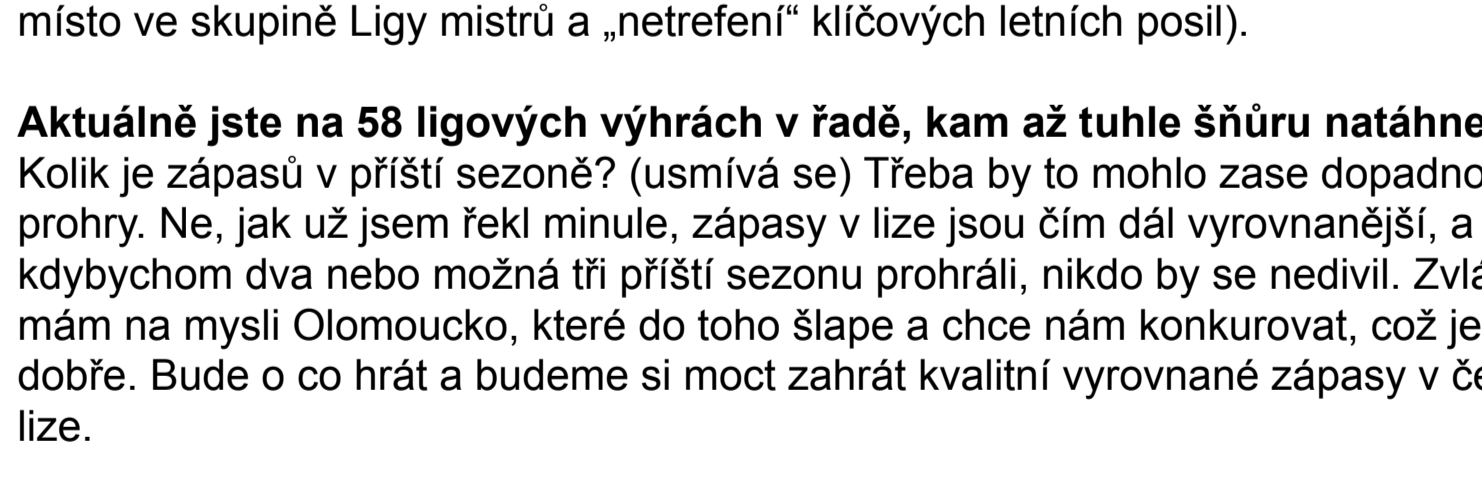 místo ve skupině Ligy mistrů a „netrefení“ klíčových letních posil).
Aktuálně jste na 58 ligových výhrách v řadě, kam až tuhle šňůru natáhne
Kolik je zápasů v příští sezoně? (usmívá se) Třeba by to mohlo zase dopadno
prohry. Ne, jak už jsem řekl minule, zápasy v lize jsou čím dál vyrovnanější, a
kdybychom dva nebo možná tři příští sezonu prohráli, nikdo by se nedivil. Zvlá
mám na mysli Olomoucko, které do toho šlape a chce nám konkurovat, což je
dobře. Bude o co hrát a budeme si moct zahrát kvalitní vyrovnané zápasy v če
lize.